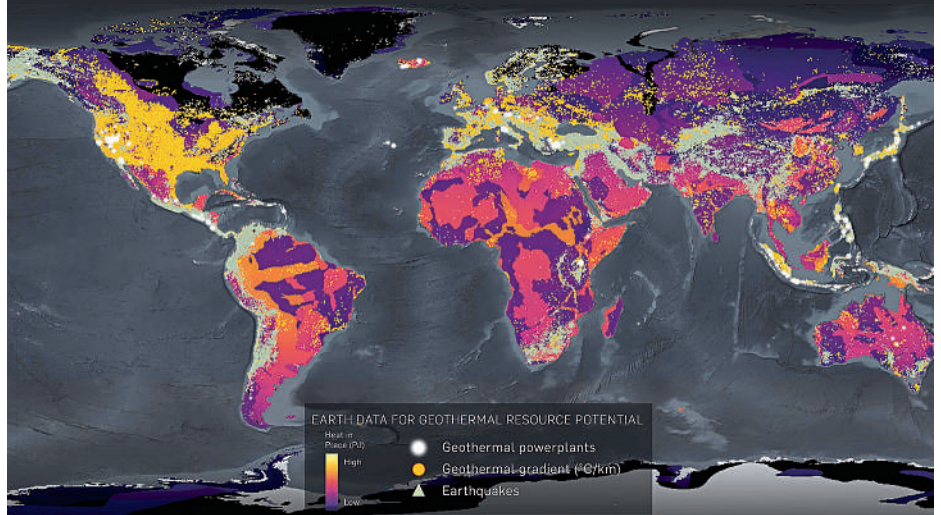 EARTH DATA FOR GEOTHERMAL RESOURCE POTENTIAL
Heat in
Place (PJ)
High
Low
Geothermal powerplants
Geothermal gradient (°C/km)
Earthquakes